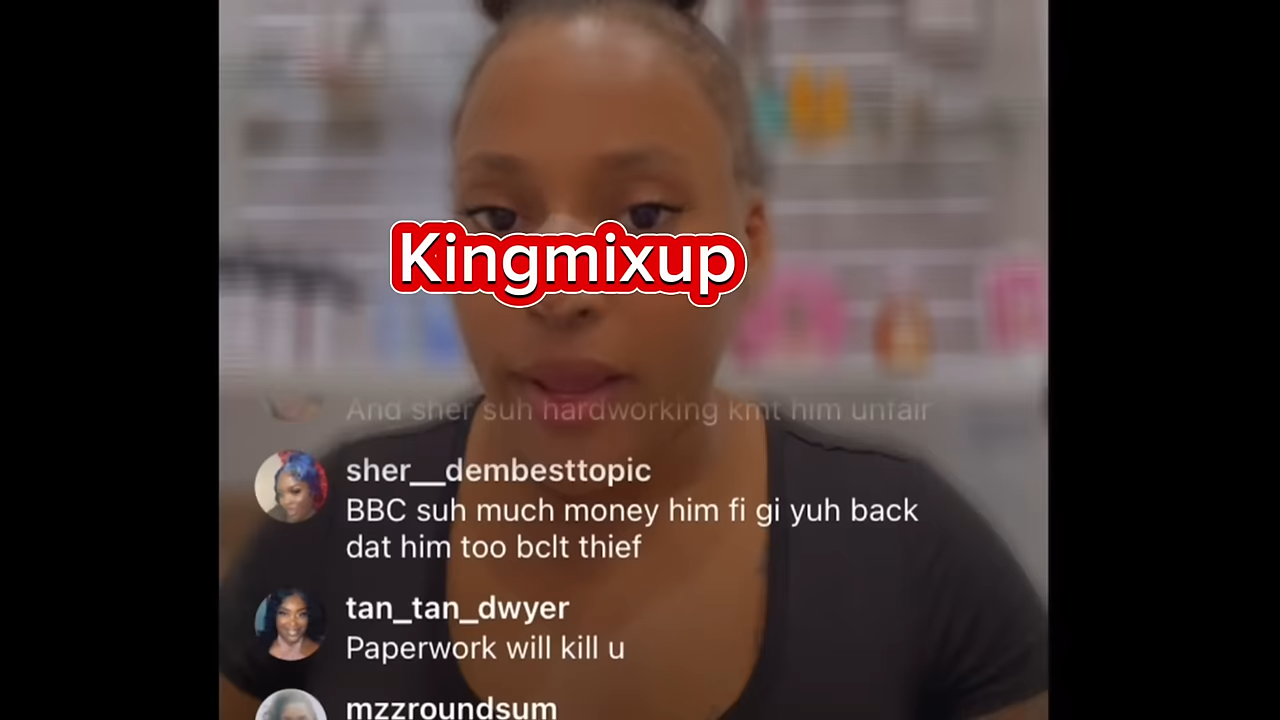 Kingmixup
And sher suh hardworking kmt him unfair
sher__dembesttopic
BBC suh much money him fi gi yuh back
dat him too bclt thief
tan_tan_dwyer
Paperwork will kill u
mzzroundsum